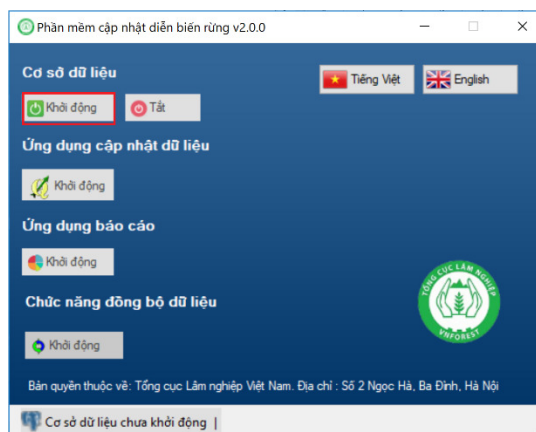 Phần mềm cập nhật diễn biến rừng v2.0.0
Cơ sở dữ liệu
Tiếng Việt
English
Khởi động
Tắt
Ứng dụng cập nhật dữ liệu
Khởi động
Ứng dụng báo cáo
Khởi động
TỔNG CỤC LÂM NGHIỆP
VNFOREST
Chức năng đồng bộ dữ liệu
Khởi động
Bản quyền thuộc về: Tổng cục Lâm nghiệp Việt Nam. Địa chỉ : Số 2 Ngọc Hà, Ba Đình, Hà Nội
Cơ sở dữ liệu chưa khởi động |